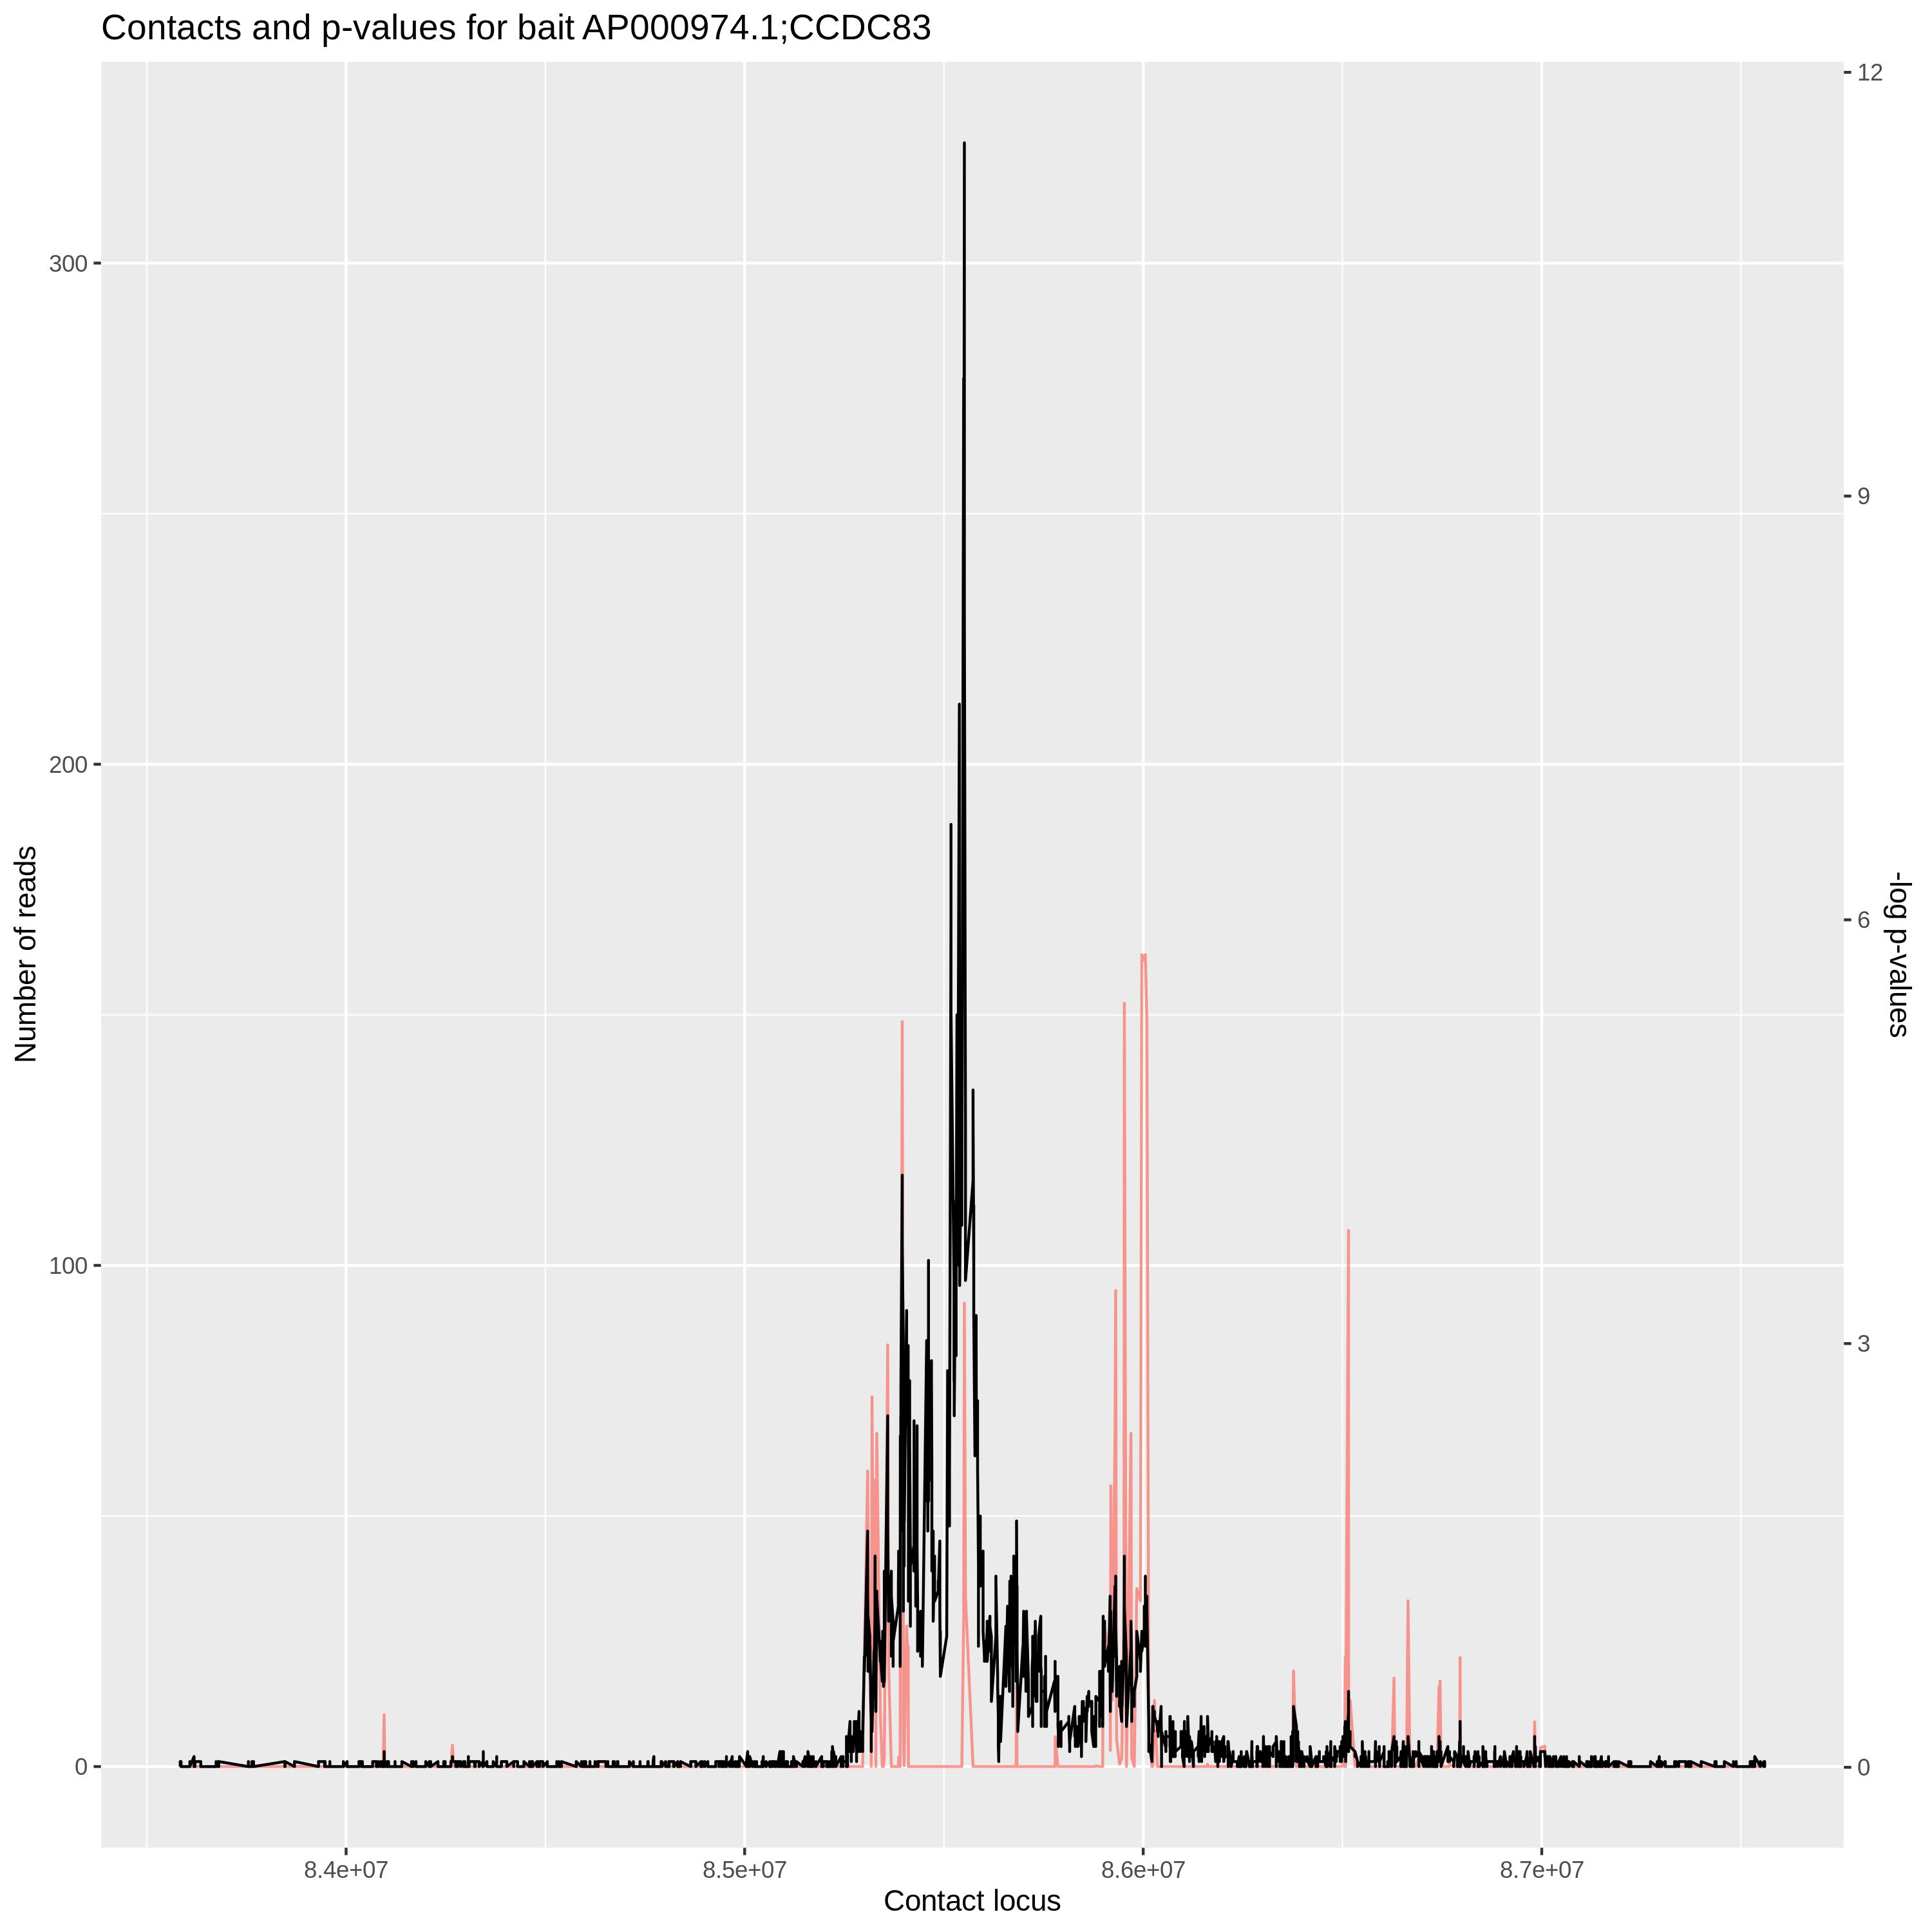 Contacts and p-values for bait AP000974.1;CCDC83
12
300
9
200
6
Number of reads
-log p-values
100
3
0
0
8.4e+07
8.5e+07
8.6e+07
8.7e+07
Contact locus